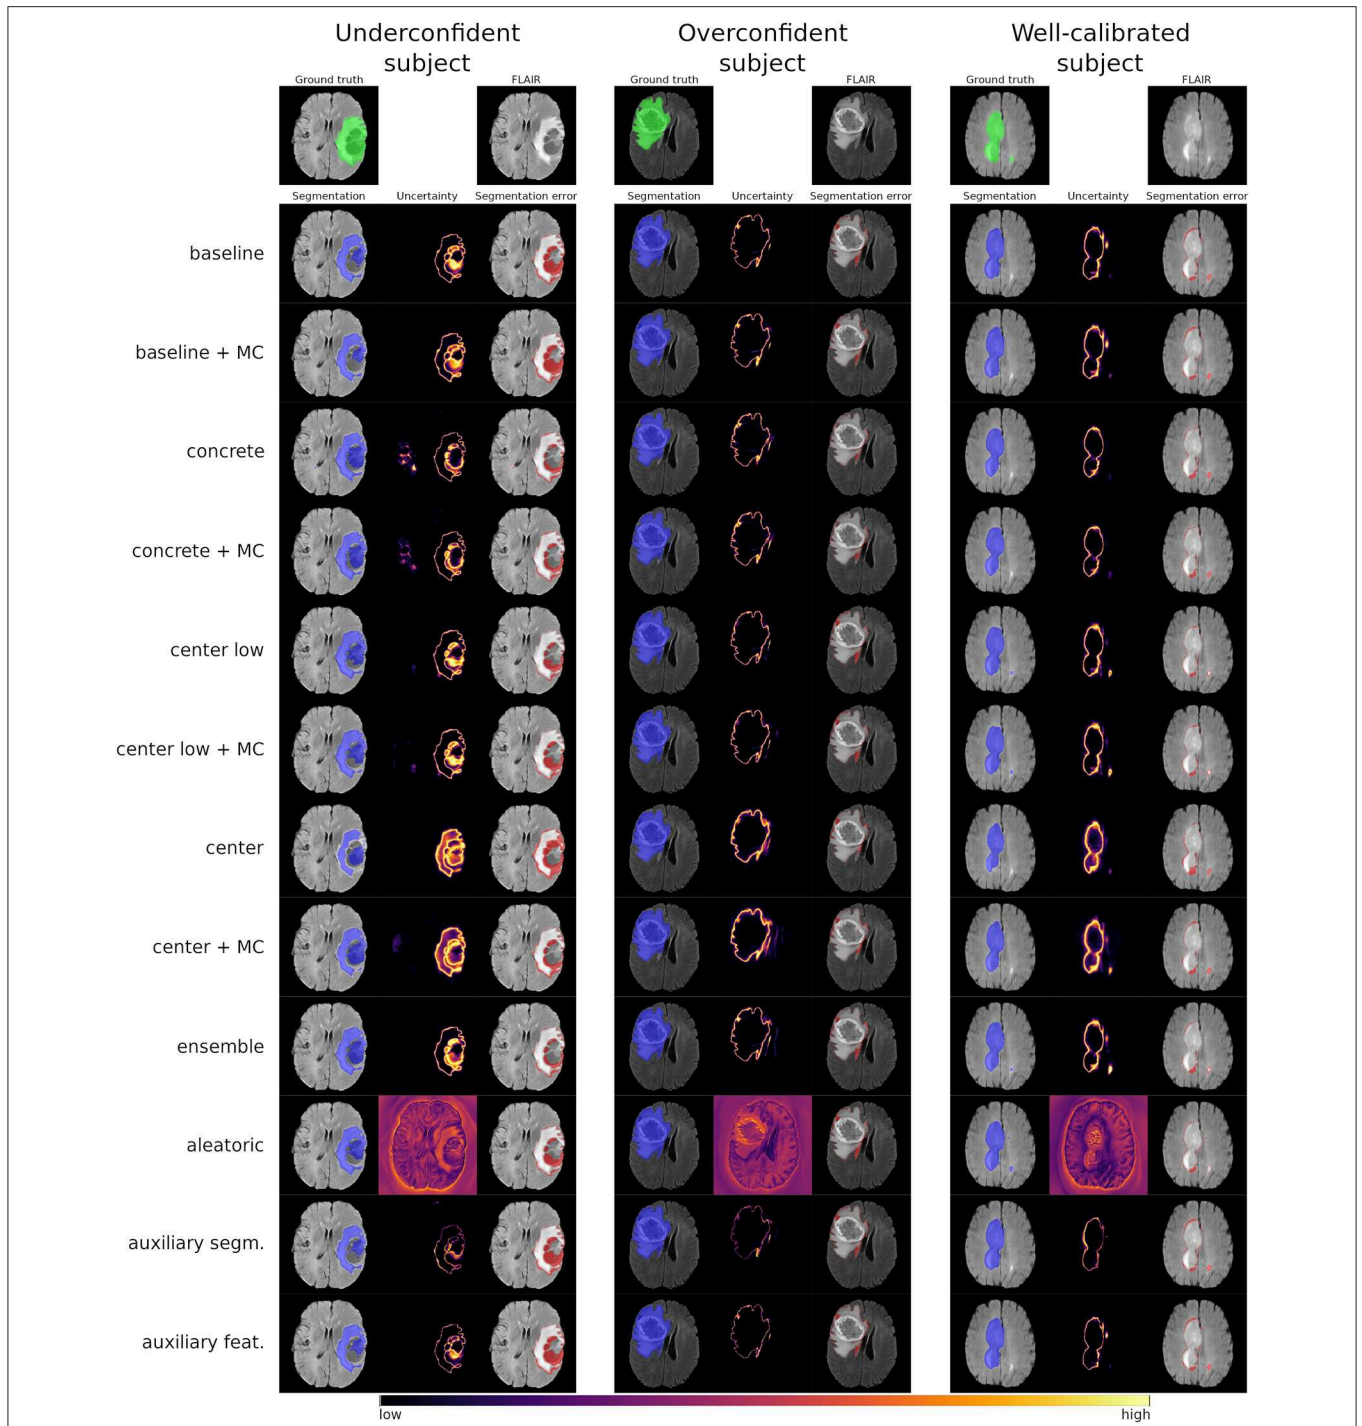 Underconfident subject
Overconfident subject
Well-calibrated subject
Ground truth
FLAIR
Ground truth
FLAIR
Ground truth
FLAIR
Segmentation
Uncertainty
Segmentation error
Segmentation
Uncertainty
Segmentation error
Segmentation
Uncertainty
Segmentation error
baseline
baseline + MC
concrete
concrete + MC
center low
center low + MC
center
center + MC
ensemble
aleatoric
auxiliary segm.
auxiliary feat.
low
high